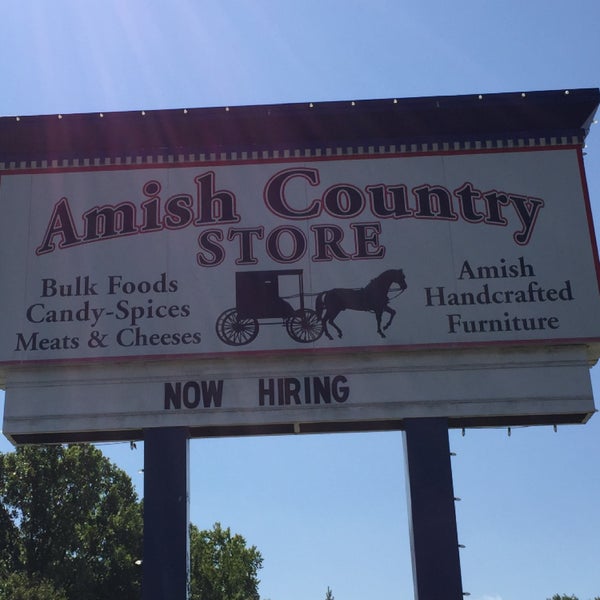 Amish Country
STORE
Bulk Foods
Candy-Spices
Meats & Cheeses
Amish
Handcrafted
Furniture
NOW HIRING